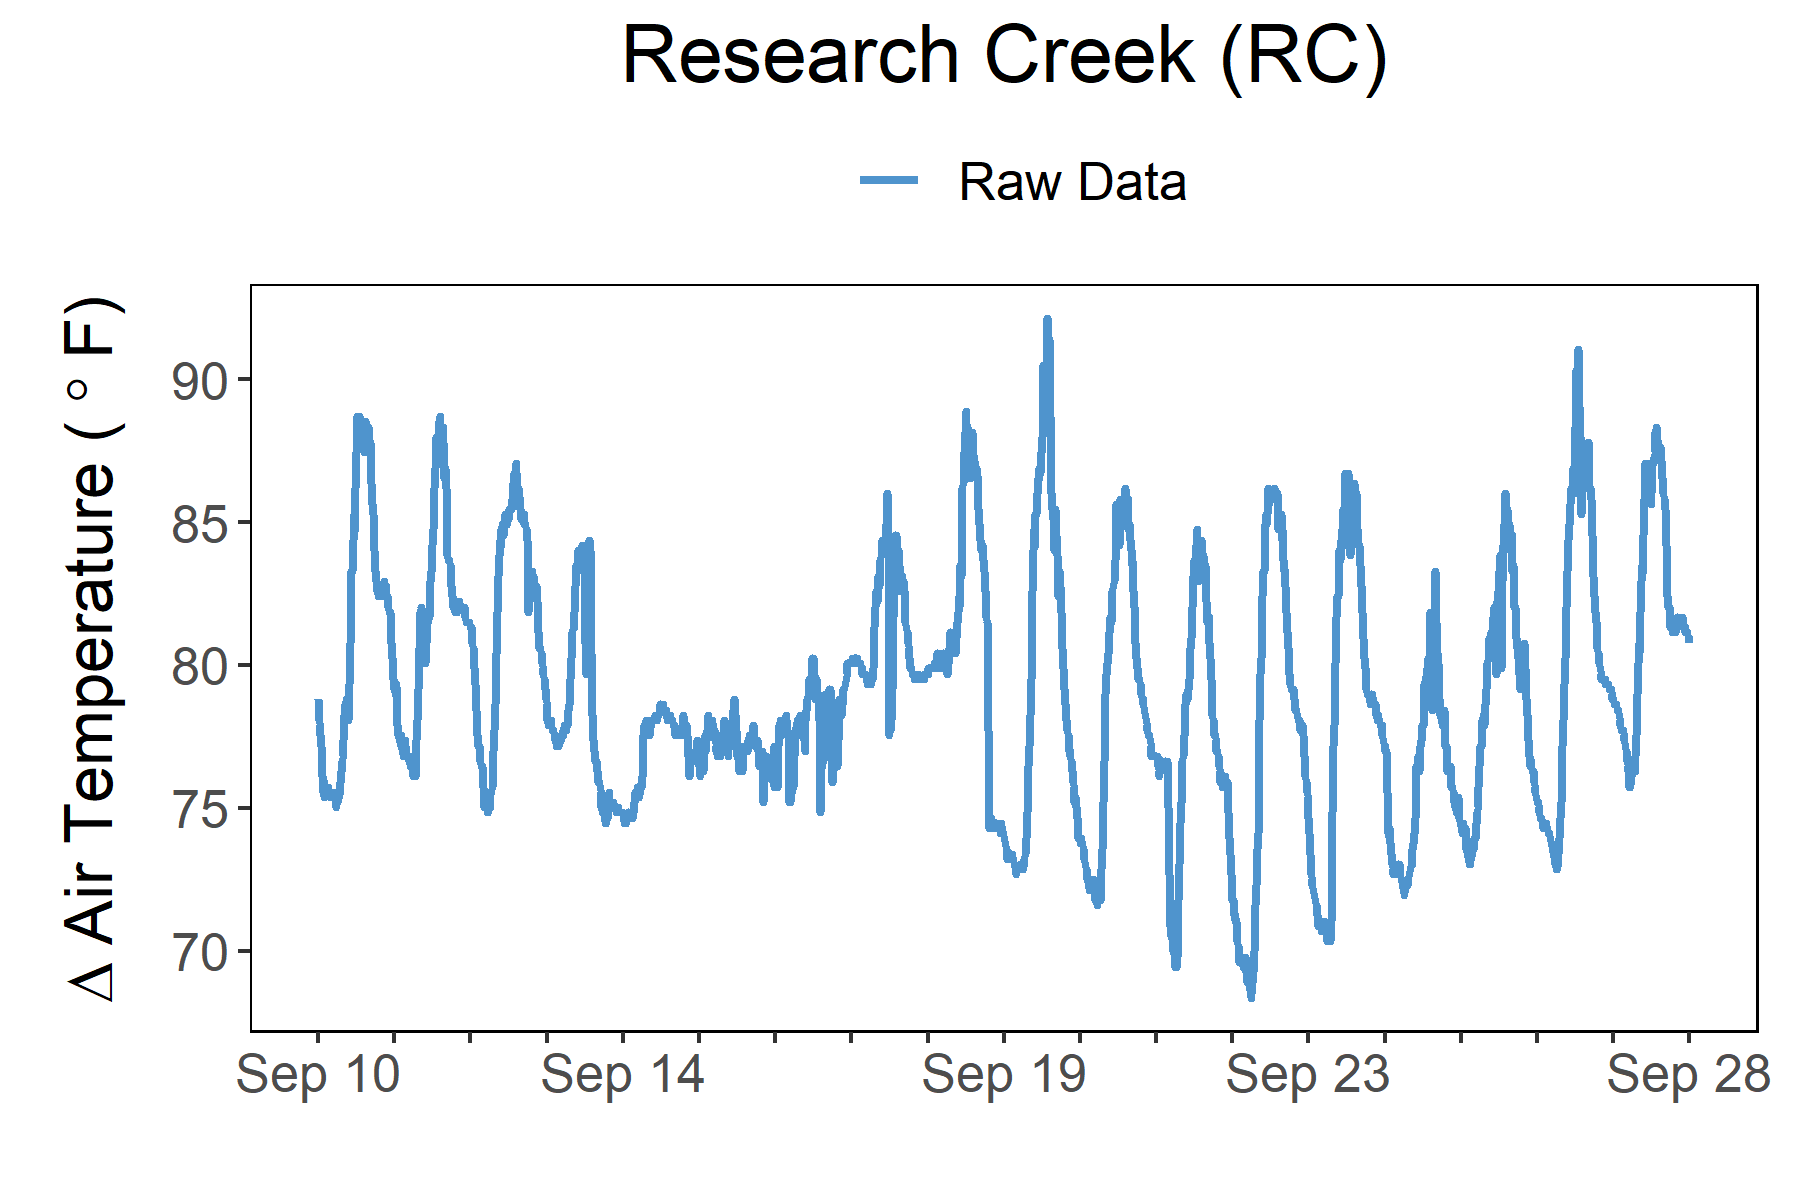 Research Creek (RC)
Raw Data
Δ Air Temperature ( ° F)
90
85
80
75
70
Sep 10 Sep 14 Sep 19 Sep 23 Sep 28